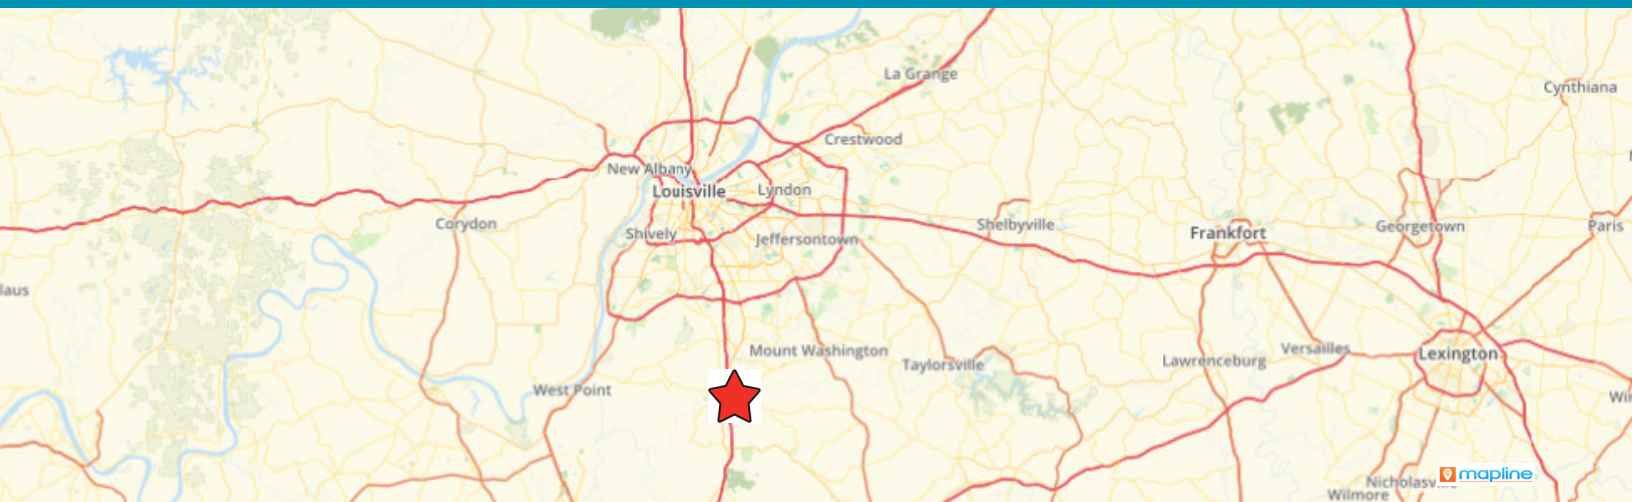 La Grange
Cynthiana
Crestwood
New Albany
Louisville
Lyndon
Corydon
Shively
Jeffersontown
Shelbyville
Frankfort
Georgetown
Paris
laus
Mount Washington
Taylorsville
Lawrenceburg
Versailles
Lexington
West Point
Wilmore
mapline